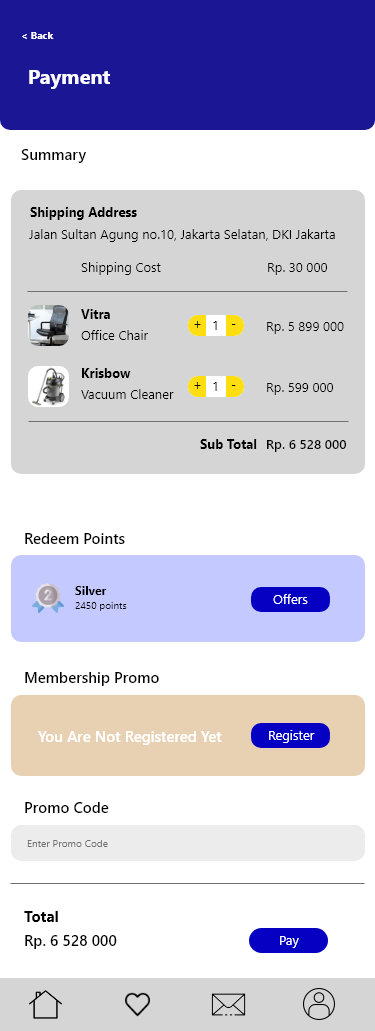 < Back
Payment
Summary
Shipping Address
Jalan Sultan Agung no.10, Jakarta Selatan, DKI Jakarta
Shipping Cost Rp. 30 000
Vitra
Office Chair + 1 - Rp. 5 899 000
Krisbow
Vacuum Cleaner + 1 - Rp. 599 000
Sub Total Rp. 6 528 000
Redeem Points
2 Silver
2450 points
Offers
Membership Promo
You Are Not Registered Yet Register
Promo Code
Enter Promo Code
Total
Rp. 6 528 000 Pay